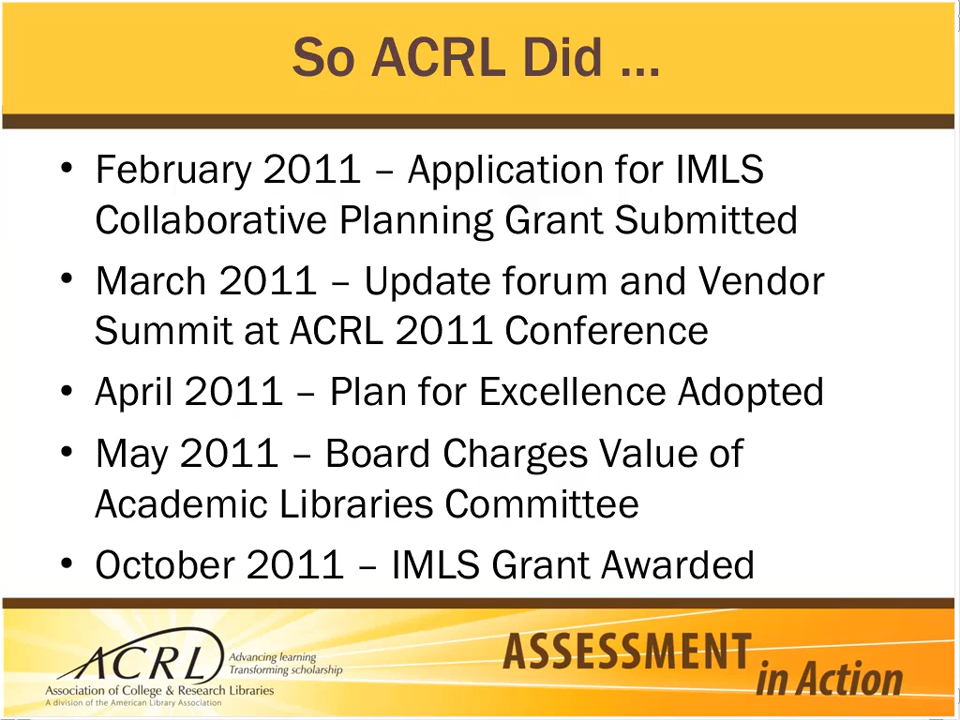 So ACRL Did ...
• February 2011 – Application for IMLS
Collaborative Planning Grant Submitted
• March 2011 – Update forum and Vendor
Summit at ACRL 2011 Conference
• April 2011 – Plan for Excellence Adopted
• May 2011 – Board Charges Value of
Academic Libraries Committee
• October 2011 – IMLS Grant Awarded
ACRL
Advancing learning
Transforming scholarship
Association of College & Research Libraries
A division of the American Library Association
ASSESSMENT
in Action